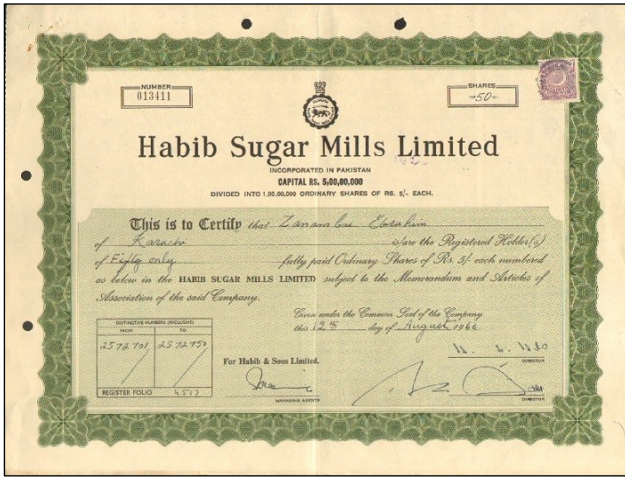 NUMBER
013411
SHARES
-50-
Habib Sugar Mills Limited
INCORPORATED IN PAKISTAN
CAPITAL RS. 5,00,00,000
DIVIDED INTO 1,00,00,000 ORDINARY SHARES OF RS. 5/- EACH.
This is to Certify that Ebrahim
of Karachi is/are the Registered Holder(s)
of Fifty only fully paid Ordinary Shares of Rs. 5/- each numbered
as below in the HABIB SUGAR MILLS LIMITED subject to the Memorandum and Articles of
Association of the said Company.
Given under the Common Seal of the Company
this 12th day of August 196
DISTINCTIVE NUMBERS (INCLUSIVE)
FROM TO
2572701 2572750
REGISTER FOLIO 4517
For Habib & Sons Limited.
MANAGING AGENTS
DIRECTOR
DIRECTOR